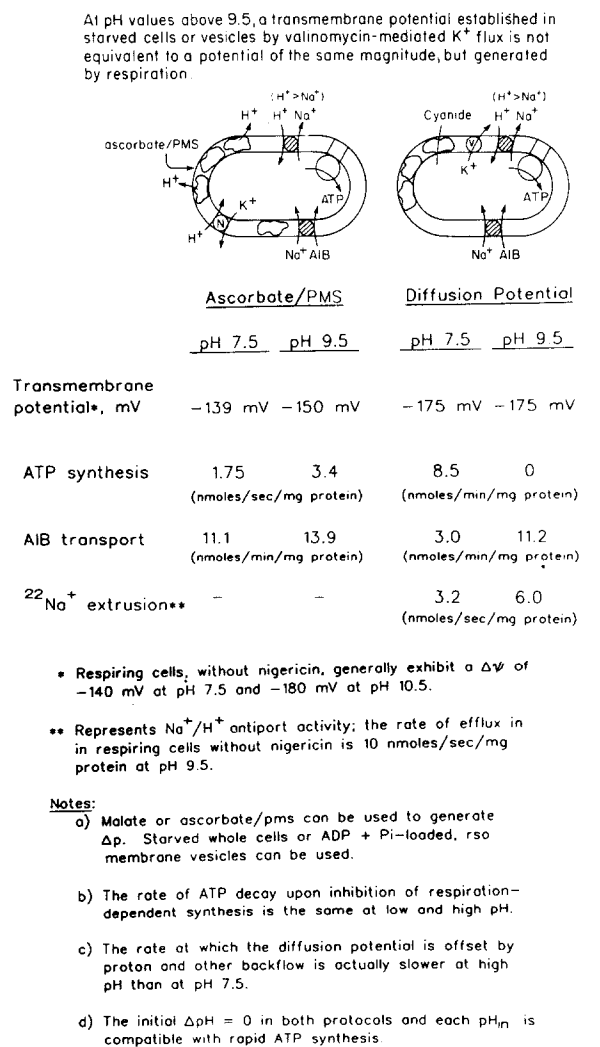 At pH values above 9.5, a transmembrane potential established in
starved cells or vesicles by valinomycin-mediated K⁺ flux is not
equivalent to a potential of the same magnitude, but generated
by respiration.
(H⁺>Na⁺)
H⁺ H⁺ Na⁺
ascorbate/PMS
H⁺
K⁺
ATP
H⁺
N
Na⁺ AIB
(H⁺>Na⁺)
Cyanide
H⁺ Na⁺
V
K⁺
ATP
Na⁺ AIB
Ascorbate/PMS Diffusion Potential
pH 7.5 pH 9.5 pH 7.5 pH 9.5
Transmembrane
potential*, mV −139 mV −150 mV −175 mV −175 mV
ATP synthesis 1.75 3.4 8.5 0
(nmoles/sec/mg protein) (nmoles/min/mg protein)
AIB transport 11.1 13.9 3.0 11.2
(nmoles/min/mg protein) (nmoles/min/mg protein)
²²Na⁺ extrusion** – – 3.2 6.0
(nmoles/sec/mg protein)
* Respiring cells, without nigericin, generally exhibit a Δψ of
−140 mV at pH 7.5 and −180 mV at pH 10.5.
** Represents Na⁺/H⁺ antiport activity; the rate of efflux in
in respiring cells without nigericin is 10 nmoles/sec/mg
protein at pH 9.5.
Notes:
a) Malate or ascorbate/pms can be used to generate
Δp. Starved whole cells or ADP + Pi-loaded, rso
membrane vesicles can be used.
b) The rate of ATP decay upon inhibition of respiration-
dependent synthesis is the same at low and high pH.
c) The rate at which the diffusion potential is offset by
proton and other backflow is actually slower at high
pH than at pH 7.5.
d) The initial ΔpH = 0 in both protocols and each pHin is
compatible with rapid ATP synthesis.